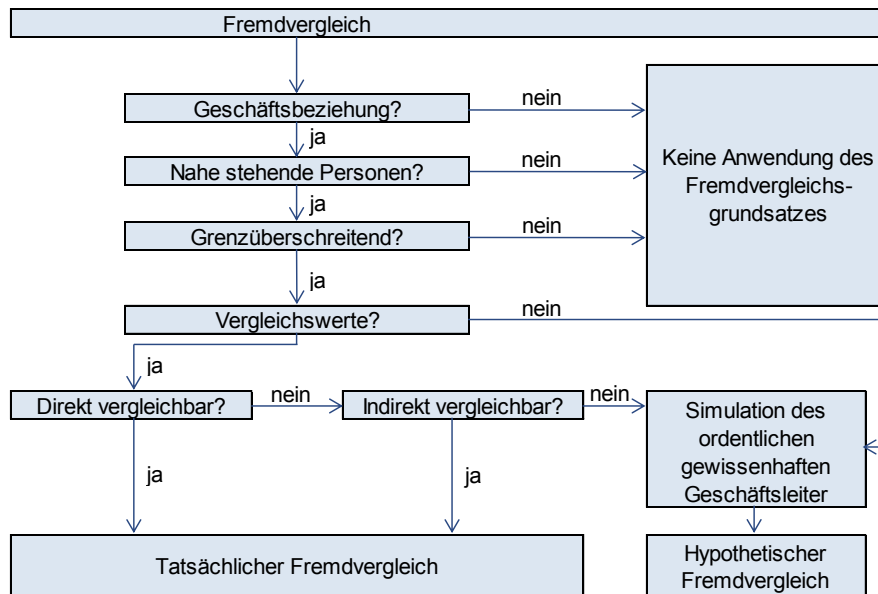 Fremdvergleich
Geschäftsbeziehung?
nein
ja
Nahe stehende Personen?
nein
ja
Grenzüberschreitend?
nein
ja
Keine Anwendung des
Fremdvergleichs-
grundsatzes
Vergleichswerte?
nein
ja
Direkt vergleichbar?
nein
Indirekt vergleichbar?
nein
Simulation des
ordentlichen
gewissenhaften
Geschäftsleiter
ja
ja
Tatsächlicher Fremdvergleich
Hypothetischer
Fremdvergleich